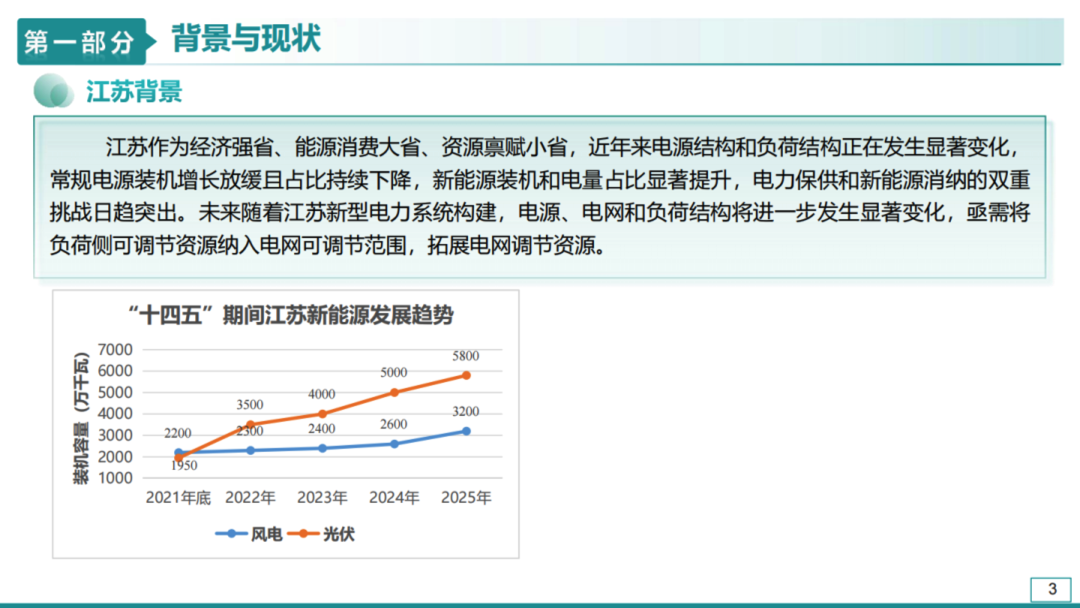 第一部分
背景与现状
江苏背景
江苏作为经济强省、能源消费大省、资源禀赋小省，近年来电源结构和负荷结构正在发生显著变化，
常规电源装机增长放缓且占比持续下降，新能源装机和电量占比显著提升，电力保供和新能源消纳的双重
挑战日趋突出。未来随着江苏新型电力系统构建，电源、电网和负荷结构将进一步发生显著变化，亟需将
负荷侧可调节资源纳入电网可调节范围，拓展电网调节资源。
“十四五”期间江苏新能源发展趋势
装机容量（万千瓦）
7000
6000
5000
4000
3000
2000
1000
2200
2300
2400
2600
3200
1950
3500
4000
5000
5800
2021年底 2022年 2023年 2024年 2025年
风电 光伏
3